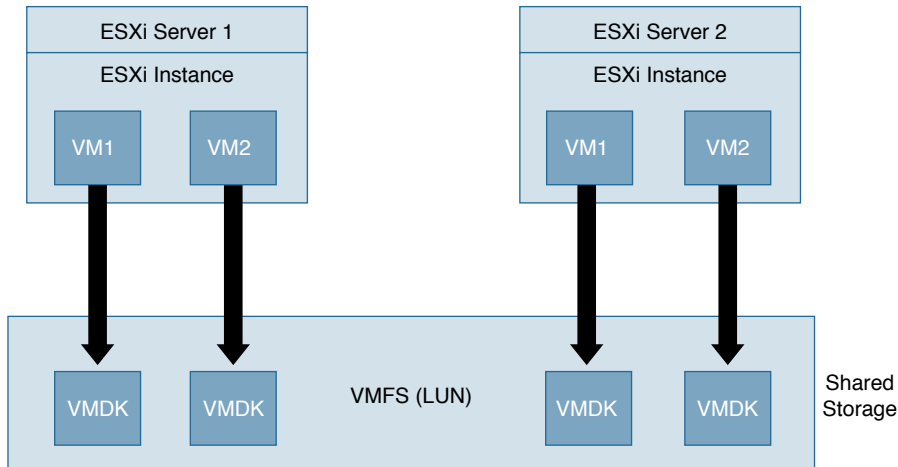 ESXi Server 1
ESXi Instance
VM1
VM2
ESXi Server 2
ESXi Instance
VM1
VM2
VMDK
VMDK
VMFS (LUN)
VMDK
VMDK
Shared
Storage